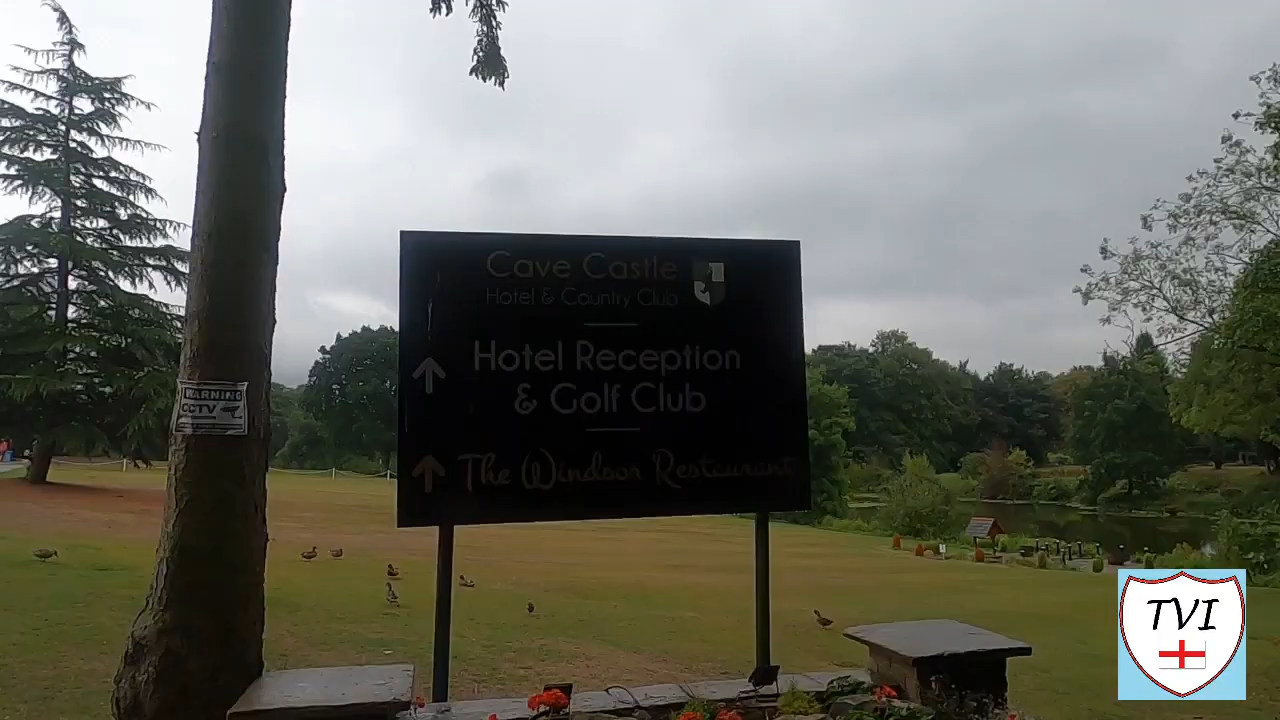 Cave Castle
Hotel & Country Club
Hotel Reception
& Golf Club
The Windsor Restaurant
WARNING
CCTV
TVI